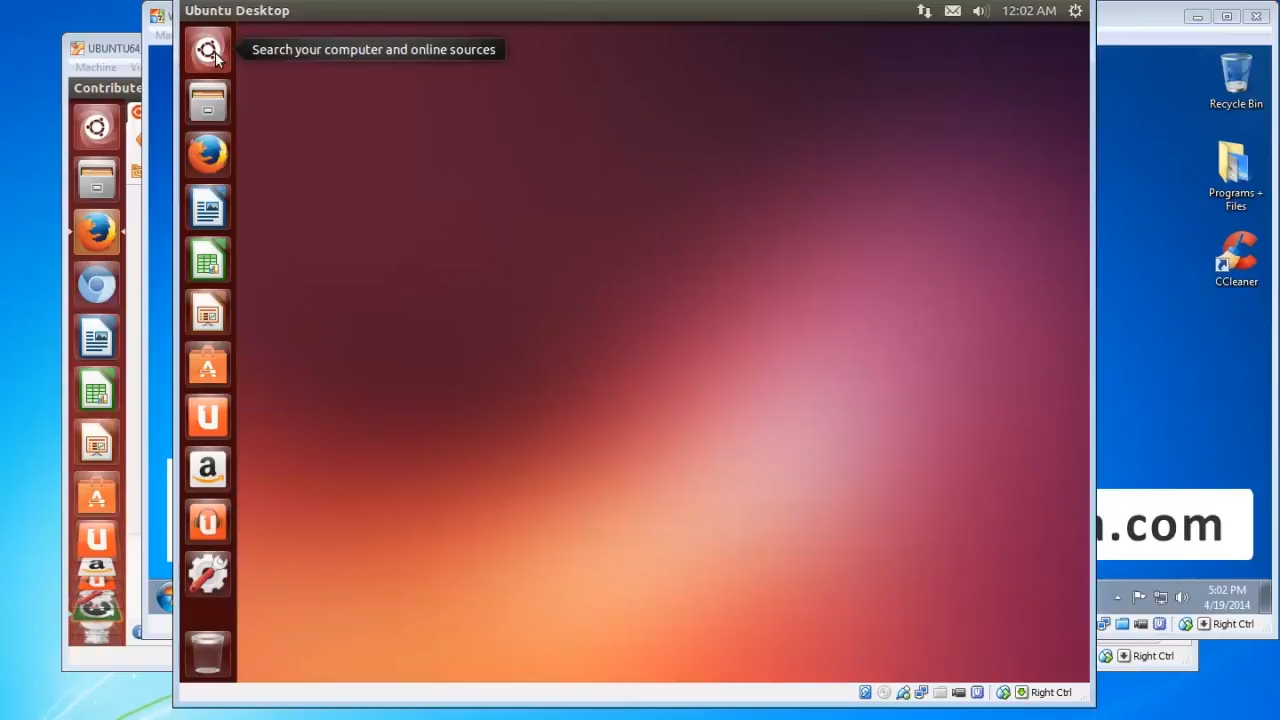 Ubuntu Desktop
12:02 AM
Search your computer and online sources
UBUNTU64
Machine
Contribute
Recycle Bin
Programs +
Files
CCleaner
.com
5:02 PM
4/19/2014
Right Ctrl
Right Ctrl
Right Ctrl